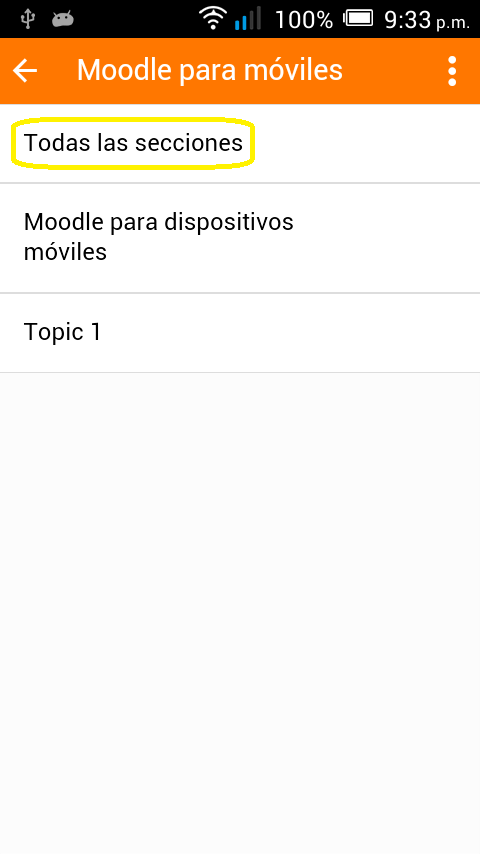 100% 9:33 p.m.
Moodle para móviles
Todas las secciones
Moodle para dispositivos
móviles
Topic 1